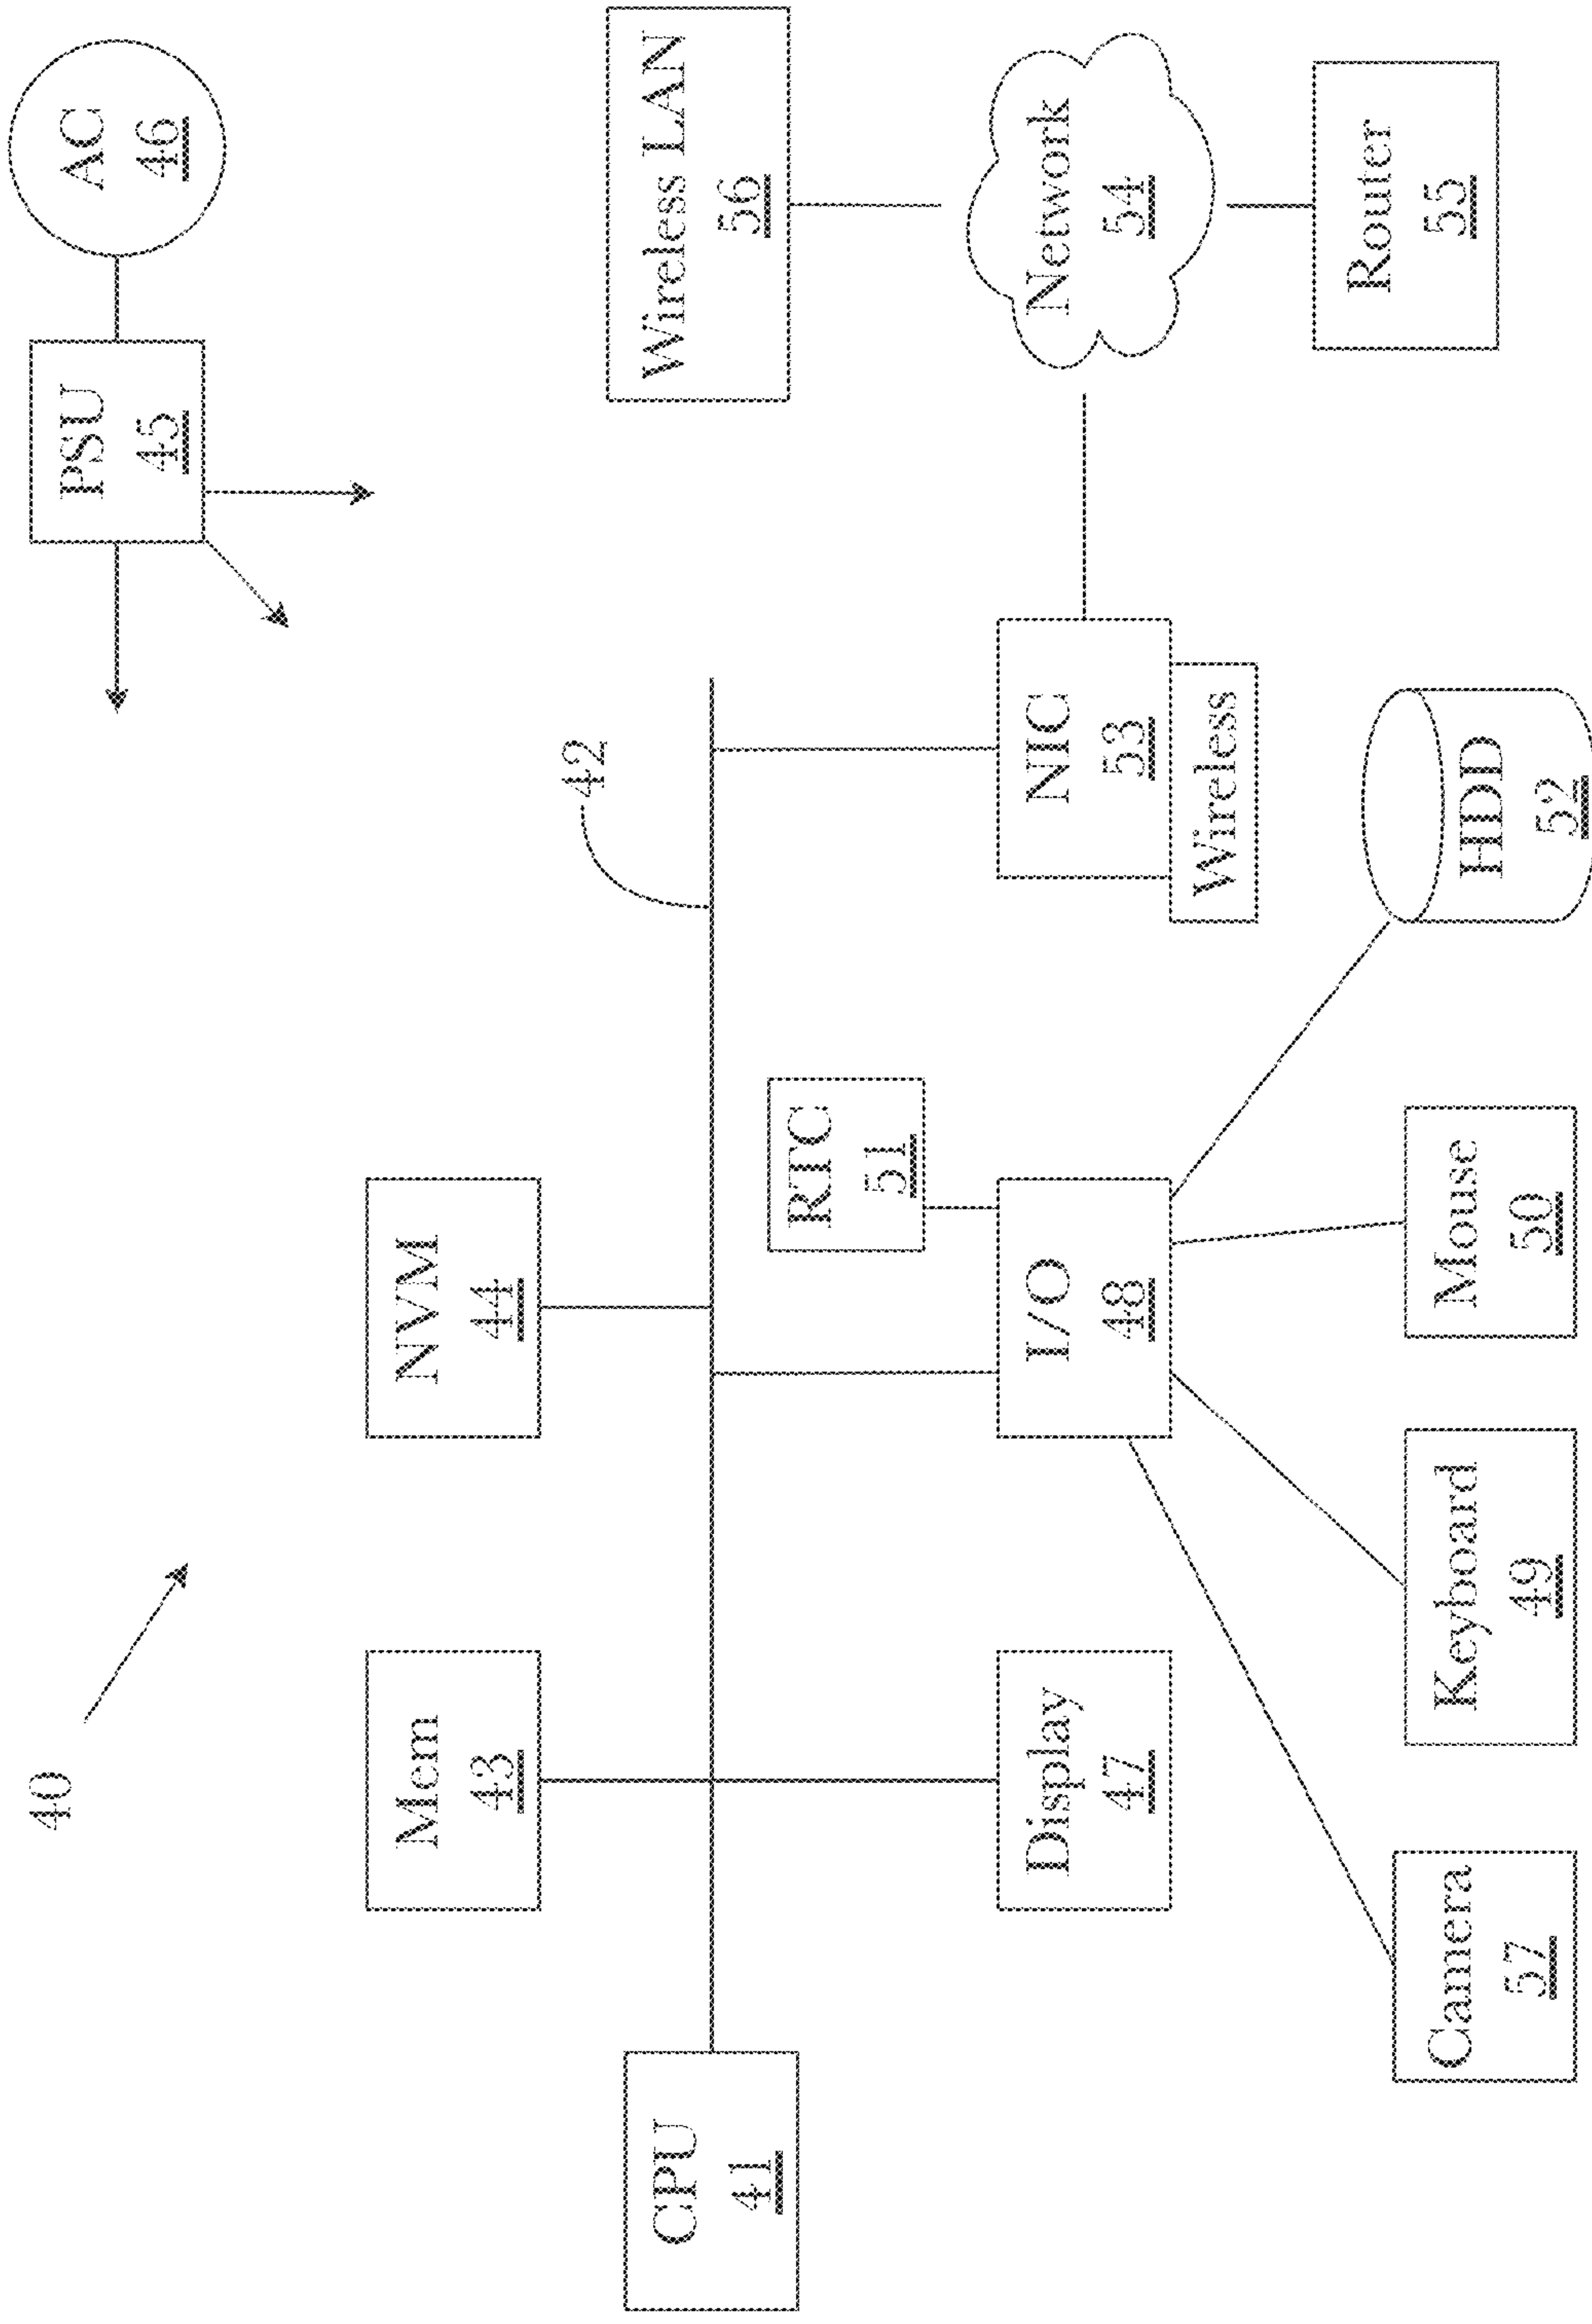 40
PSU
45
AC
46
Mem
43
NVM
44
42
CPU
41
Wireless LAN
56
RTC
51
Display
47
I/O
48
NIC
53
Wireless
Network
54
Camera
57
Keyboard
49
Mouse
50
HDD
52
Router
55